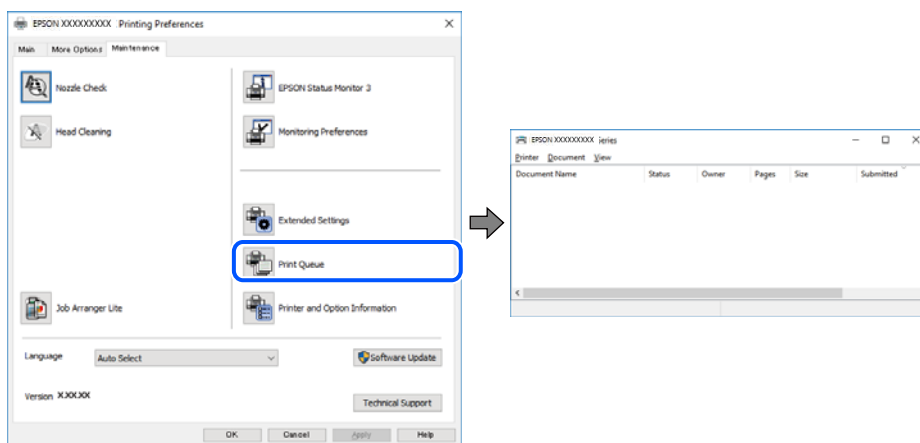 EPSON XXXXXXXXX Printing Preferences
Main More Options Maintenance
Nozzle Check
EPSON Status Monitor 3
Head Cleaning
Monitoring Preferences
Extended Settings
Print Queue
Job Arranger Lite
Printer and Option Information
Language Auto Select
Software Update
Version X.XX.XX
Technical Support
OK Cancel Apply Help
EPSON XXXXXXXXX ieries
Printer Document View
Document Name Status Owner Pages Size Submitted